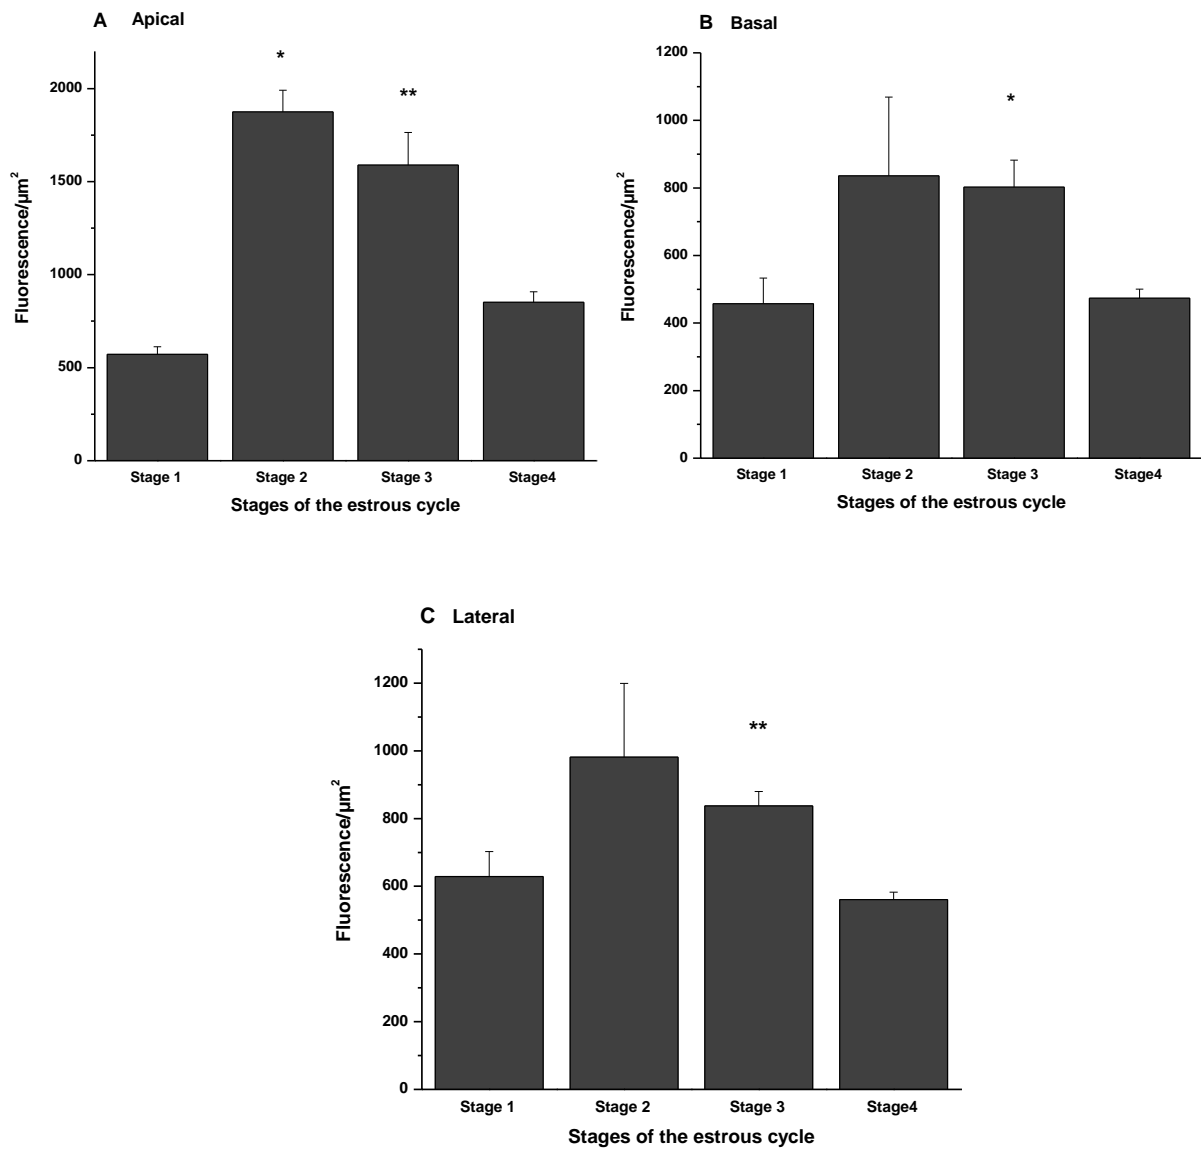 A Apical
*
**
2000
1500
1000
500
0
Fluorescence/µm²
Stage 1 Stage 2 Stage 3 Stage4
Stages of the estrous cycle
B Basal
*
1200
1000
800
600
400
200
0
Fluorescence/µm²
Stage 1 Stage 2 Stage 3 Stage4
Stages of the estrous cycle
C Lateral
**
1200
1000
800
600
400
200
0
Fluorescence/µm²
Stage 1 Stage 2 Stage 3 Stage4
Stages of the estrous cycle